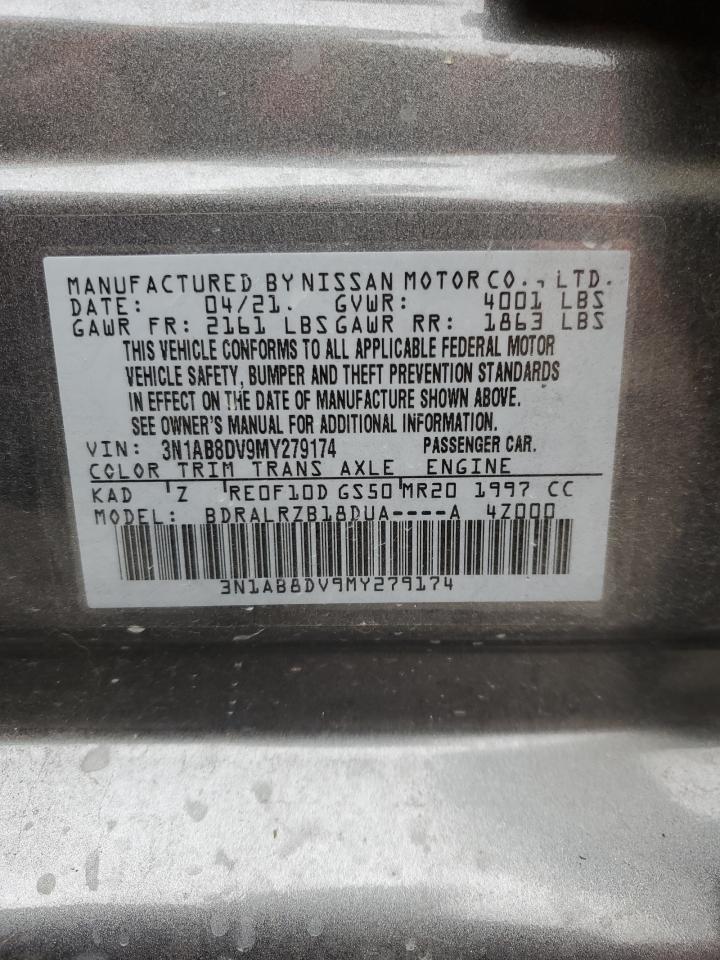 MANUFACTURED BY NISSAN MOTOR CO., LTD.
DATE: 04/21. GVWR: 4001 LBS
GAWR FR: 2161 LBS GAWR RR: 1863 LBS
THIS VEHICLE CONFORMS TO ALL APPLICABLE FEDERAL MOTOR
VEHICLE SAFETY, BUMPER AND THEFT PREVENTION STANDARDS
IN EFFECT ON THE DATE OF MANUFACTURE SHOWN ABOVE.
SEE OWNER'S MANUAL FOR ADDITIONAL INFORMATION.
VIN: 3N1AB8DV9MY279174 PASSENGER CAR.
COLOR TRIM TRANS AXLE ENGINE
KAD Z RE0F10D GS50 MR20 1997 CC
MODEL: BDRALRZB18DUA----A 4Z000
3N1AB8DV9MY279174